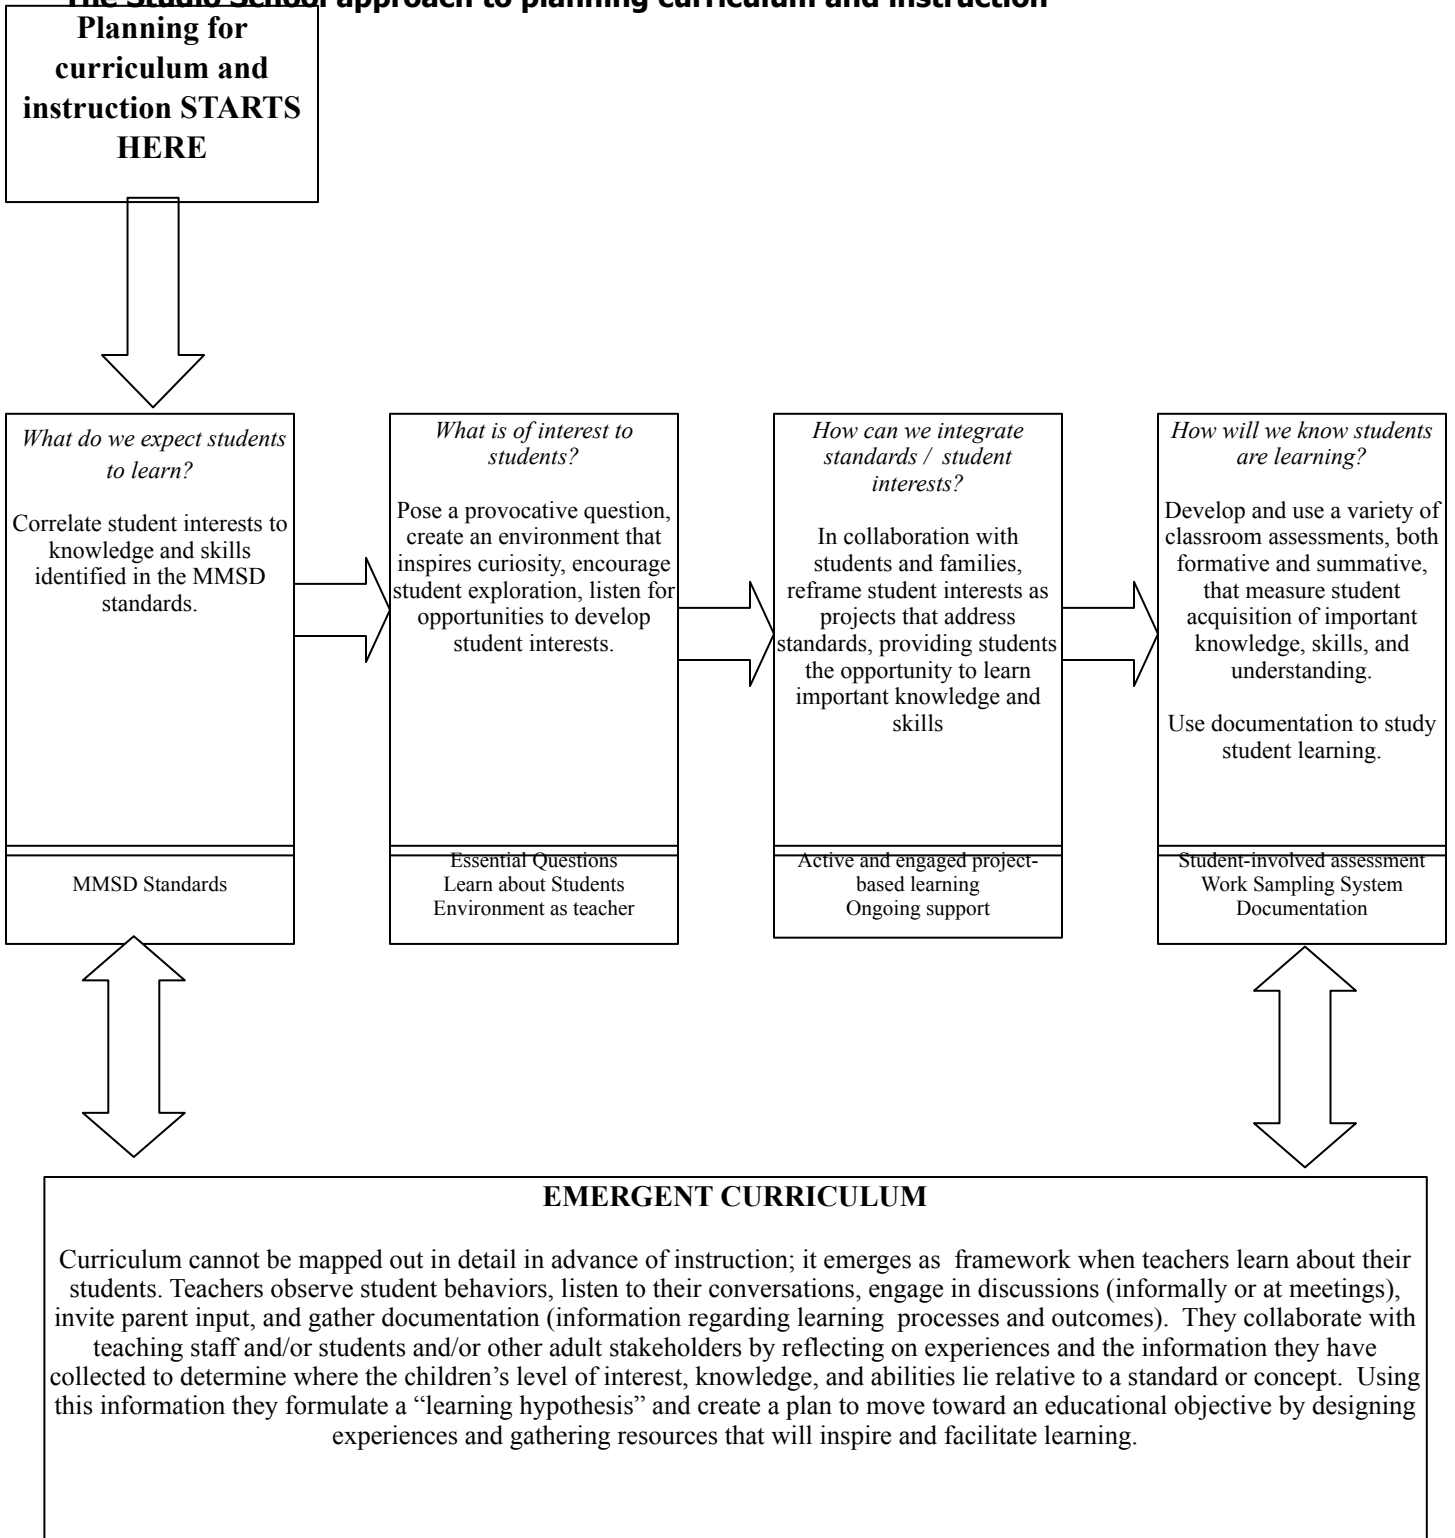 The Studio School approach to planning curriculum and instruction
Planning for
curriculum and
instruction STARTS
HERE
What do we expect students
to learn?
Correlate student interests to
knowledge and skills
identified in the MMSD
standards.
MMSD Standards
What is of interest to
students?
Pose a provocative question,
create an environment that
inspires curiosity, encourage
student exploration, listen for
opportunities to develop
student interests.
Essential Questions
Learn about Students
Environment as teacher
How can we integrate
standards / student
interests?
In collaboration with
students and families,
reframe student interests as
projects that address
standards, providing students
the opportunity to learn
important knowledge and
skills
Active and engaged project-
based learning
Ongoing support
How will we know students
are learning?
Develop and use a variety of
classroom assessments, both
formative and summative,
that measure student
acquisition of important
knowledge, skills, and
understanding.
Use documentation to study
student learning.
Student-involved assessment
Work Sampling System
Documentation
EMERGENT CURRICULUM
Curriculum cannot be mapped out in detail in advance of instruction; it emerges as framework when teachers learn about their
students. Teachers observe student behaviors, listen to their conversations, engage in discussions (informally or at meetings),
invite parent input, and gather documentation (information regarding learning processes and outcomes). They collaborate with
teaching staff and/or students and/or other adult stakeholders by reflecting on experiences and the information they have
collected to determine where the children’s level of interest, knowledge, and abilities lie relative to a standard or concept. Using
this information they formulate a “learning hypothesis” and create a plan to move toward an educational objective by designing
experiences and gathering resources that will inspire and facilitate learning.